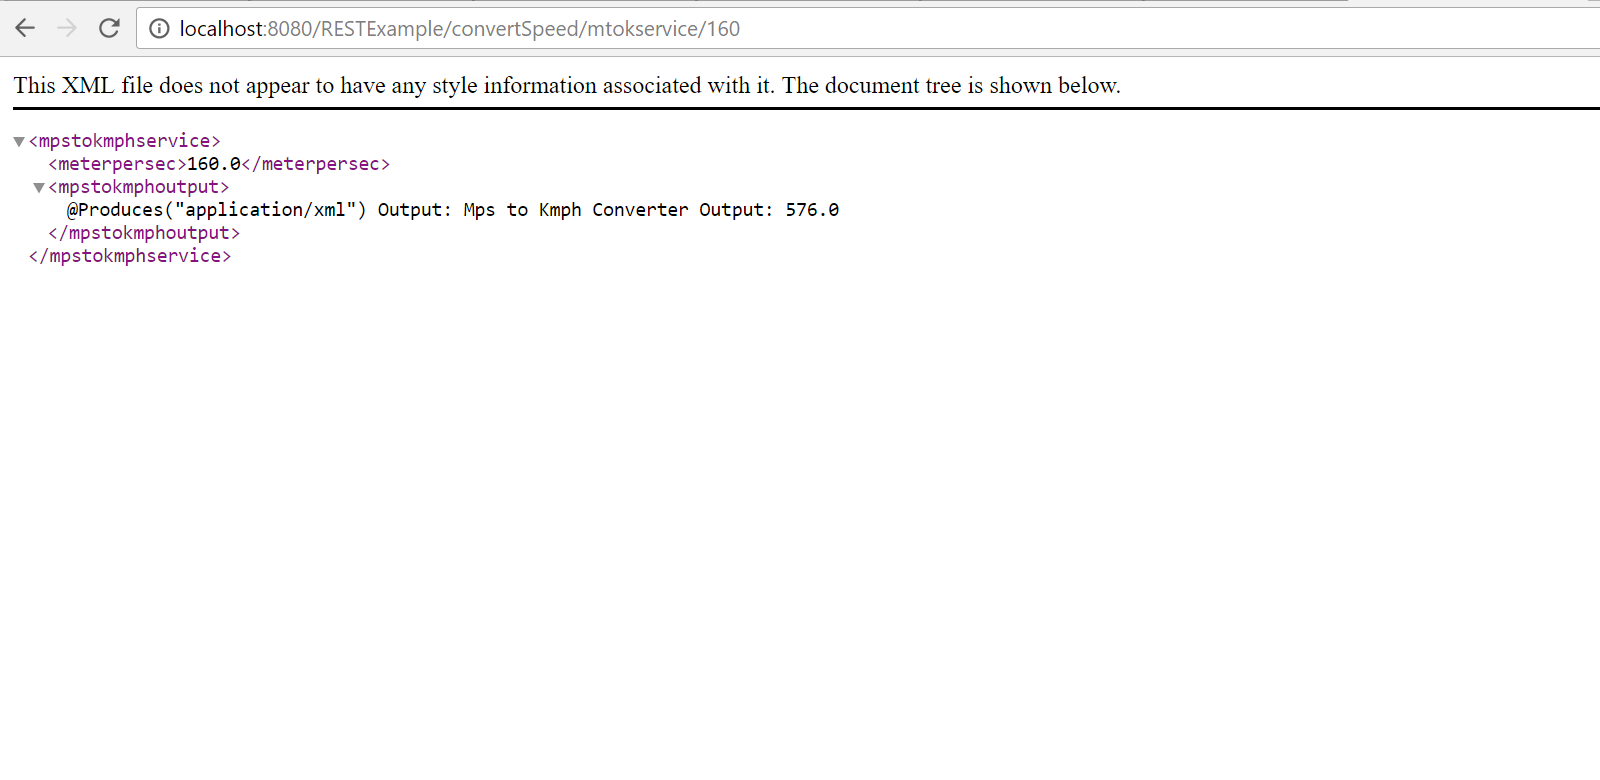 localhost:8080/RESTExample/convertSpeed/mtokservice/160
This XML file does not appear to have any style information associated with it. The document tree is shown below.
<mpstokmphservice>
<meterpersec>160.0</meterpersec>
<mpstokmphoutput>
@Produces("application/xml") Output: Mps to Kmph Converter Output: 576.0
</mpstokmphoutput>
</mpstokmphservice>